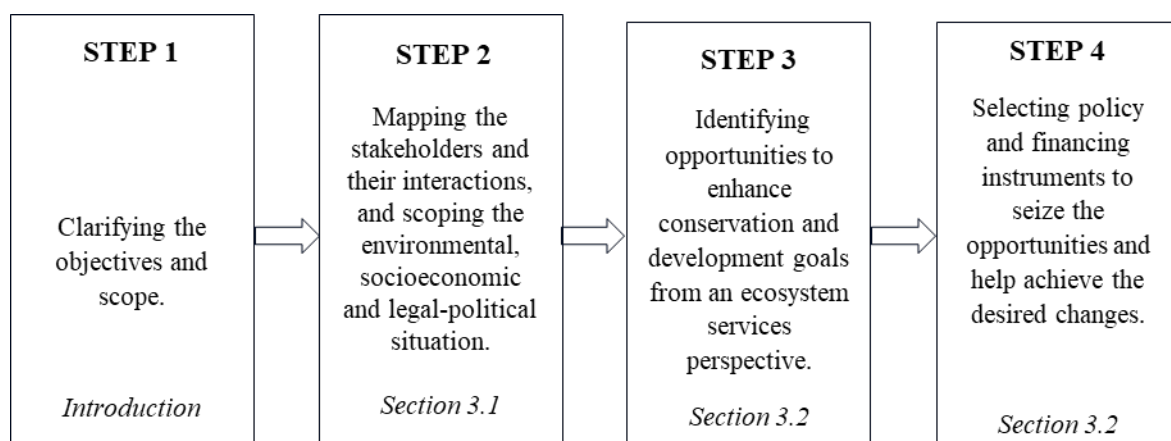 STEP 1
Clarifying the
objectives and
scope.
Introduction
STEP 2
Mapping the
stakeholders and
their interactions,
and scoping the
environmental,
socioeconomic
and legal-political
situation.
Section 3.1
STEP 3
Identifying
opportunities to
enhance
conservation and
development goals
from an ecosystem
services
perspective.
Section 3.2
STEP 4
Selecting policy
and financing
instruments to
seize the
opportunities and
help achieve the
desired changes.
Section 3.2